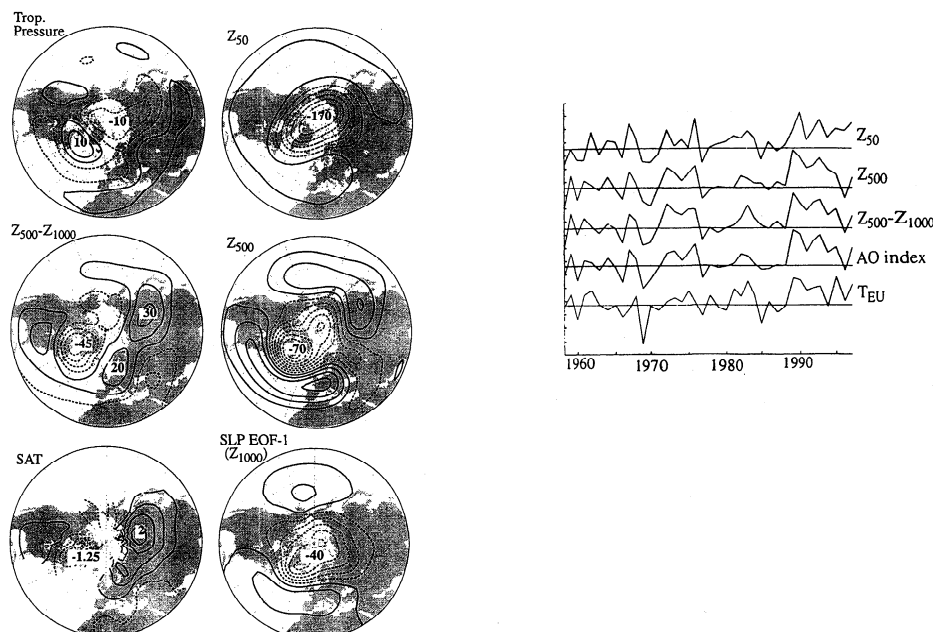 Trop.
Pressure
10
-10
Z50
-170
Z500-Z1000
-45
30
20
Z500
-70
SAT
-1.25
2
SLP EOF-1
(Z1000)
-40
Z50
Z500
Z500-Z1000
AO index
TEU
1960 1970 1980 1990